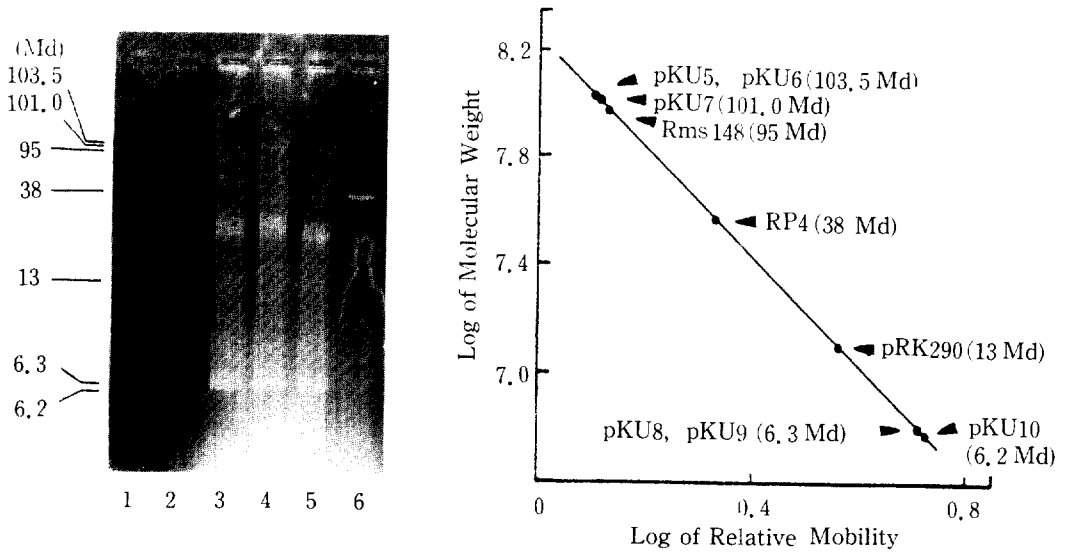 (Md)
103.5
101.0
95
38
13
6.3
6.2
1 2 3 4 5 6
8.2
7.8
7.4
7.0
Log of Molecular Weight
pKU5, pKU6(103.5 Md)
pKU7(101.0 Md)
Rms148(95 Md)
RP4(38 Md)
pRK290(13 Md)
pKU8, pKU9(6.3 Md)
pKU10
(6.2 Md)
0 0.4 0.8
Log of Relative Mobility